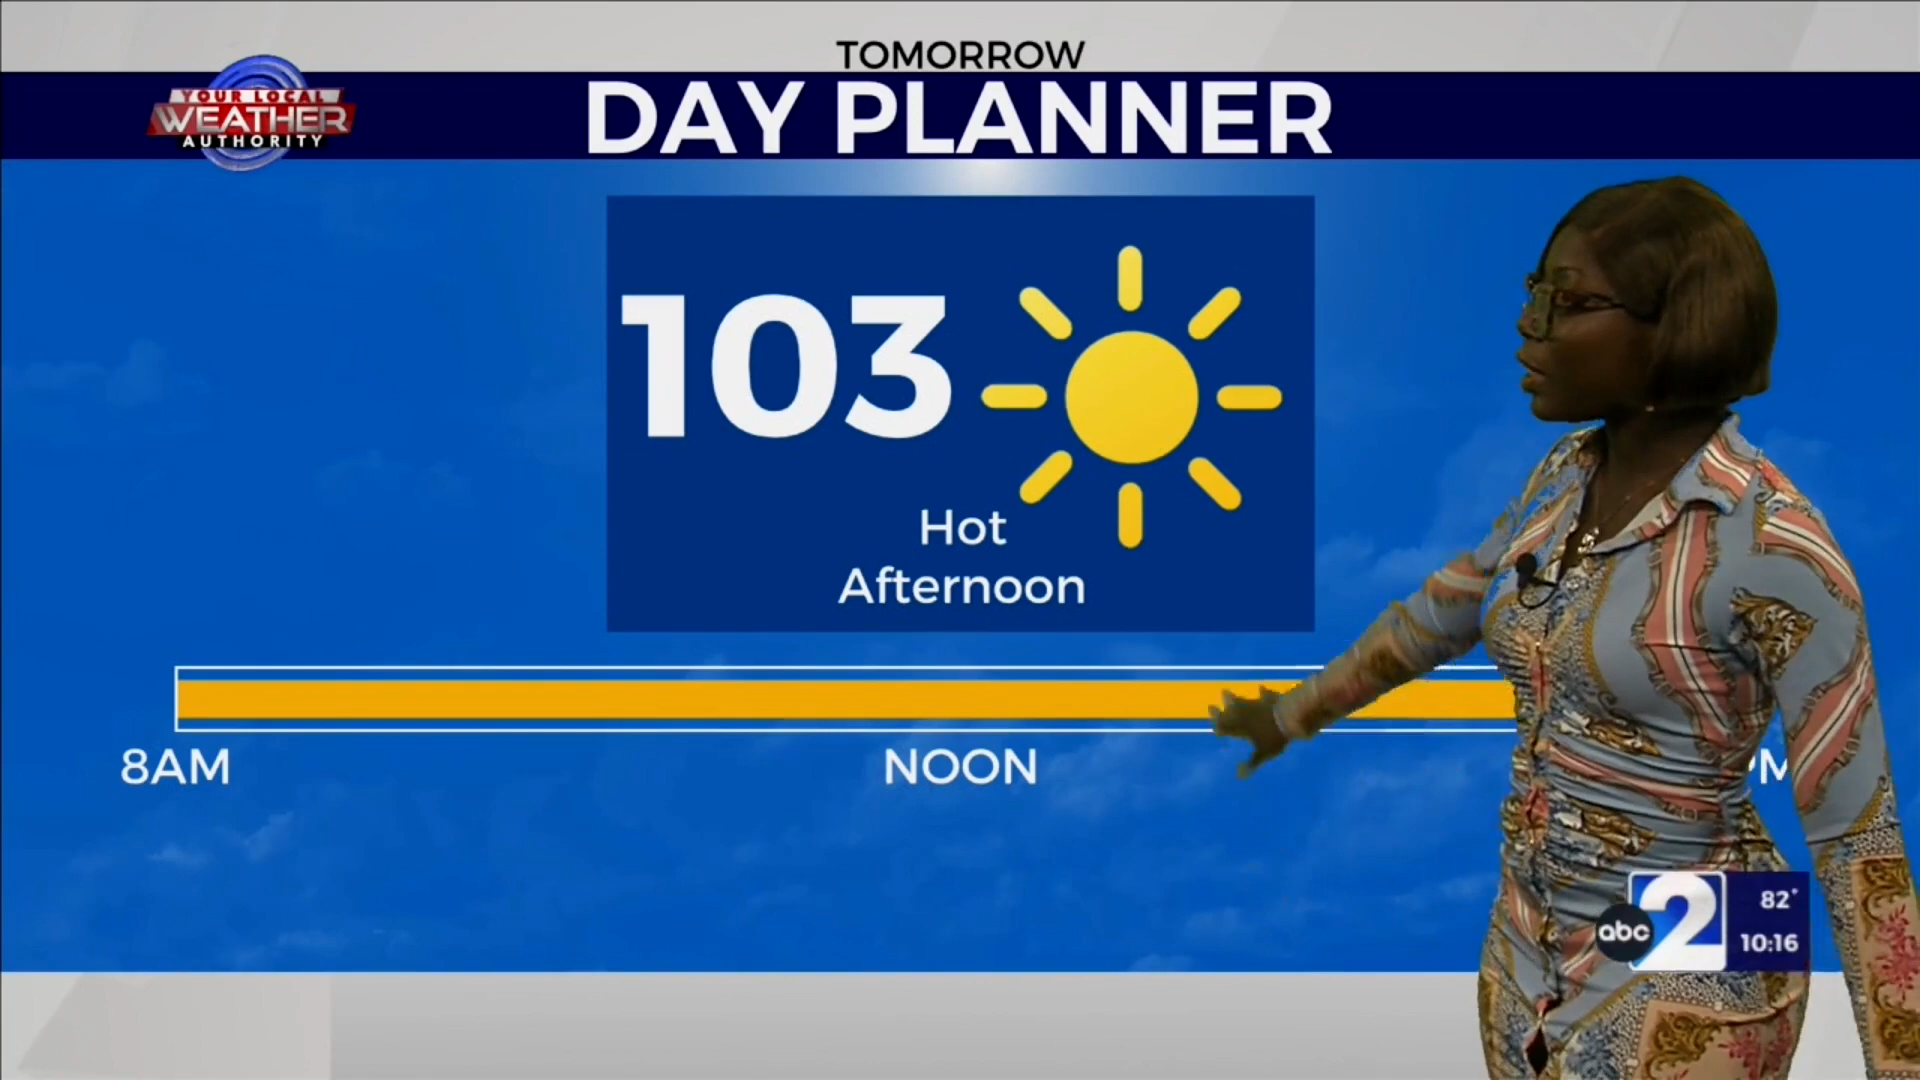 TOMORROW
DAY PLANNER
YOUR LOCAL
WEATHER
AUTHORITY
103
Hot
Afternoon
8AM
NOON
abc 2
82°
10:16